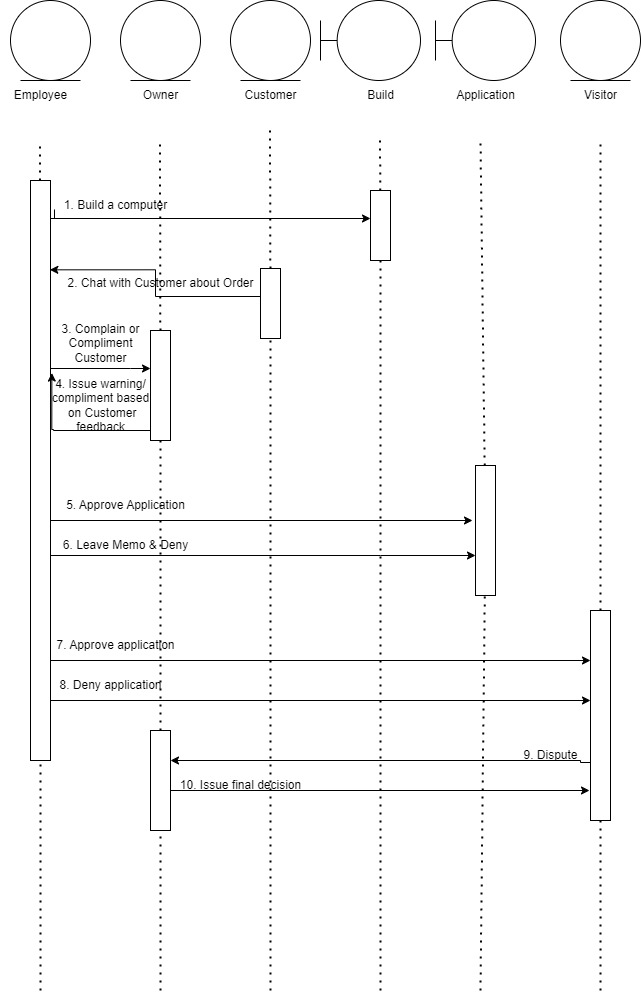 Employee
Owner
Customer
Build
Application
Visitor
1. Build a computer
2. Chat with Customer about Order
3. Complain or
Compliment
Customer
4. Issue warning/
compliment based
on Customer
feedback
5. Approve Application
6. Leave Memo & Deny
7. Approve application
8. Deny application
9. Dispute
10. Issue final decision